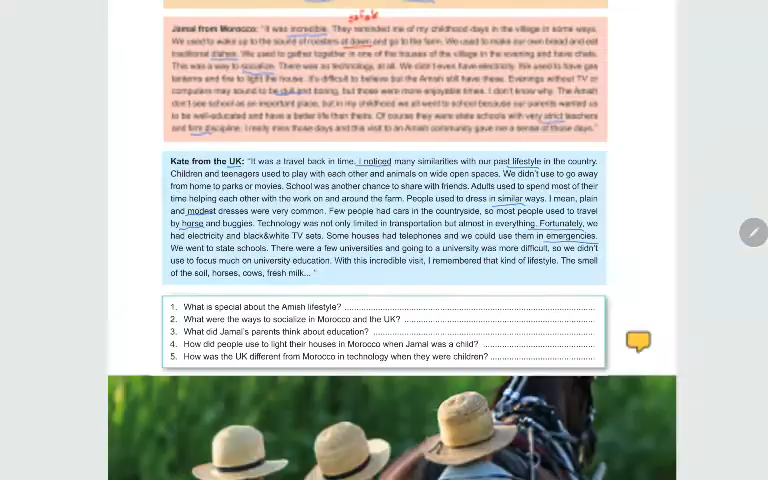 şafak
Jamal from Morocco: "It was incredible. They reminded me of my childhood days in the village in some ways.
We used to wake up to the sound of roosters at dawn and go to the farm. We used to make our own bread and eat
traditional dishes. We used to gather together in one of the houses of the village in the evening and have chats.
This was a way to socialize. There was no technology, at all. We didn't even have electricity. We used to have gas
lanterns and fire to light the house. It's difficult to believe but the Amish still have these. Evenings without TV or
computers may sound to be dull and boring, but those were more enjoyable times. I don't know why. The Amish
don't see school as an important place, but in my childhood we all went to school because our parents wanted us
to be well-educated and have a better life than theirs. Of course they were state schools with very strict teachers
and firm discipline. I really miss those days and this visit to an Amish community gave me a sense of those days."
Kate from the UK: "It was a travel back in time. I noticed many similarities with our past lifestyle in the country.
Children and teenagers used to play with each other and animals on wide open spaces. We didn't use to go away
from home to parks or movies. School was another chance to share with friends. Adults used to spend most of their
time helping each other with the work on and around the farm. People used to dress in similar ways. I mean, plain
and modest dresses were very common. Few people had cars in the countryside, so most people used to travel
by horse and buggies. Technology was not only limited in transportation but almost in everything. Fortunately, we
had electricity and black&white TV sets. Some houses had telephones and we could use them in emergencies.
We went to state schools. There were a few universities and going to a university was more difficult, so we didn't
use to focus much on university education. With this incredible visit, I remembered that kind of lifestyle. The smell
of the soil, horses, cows, fresh milk... "
1. What is special about the Amish lifestyle? ........................................
2. What were the ways to socialize in Morocco and the UK? ........................................
3. What did Jamal's parents think about education? ........................................
4. How did people use to light their houses in Morocco when Jamal was a child? ........................................
5. How was the UK different from Morocco in technology when they were children? ........................................